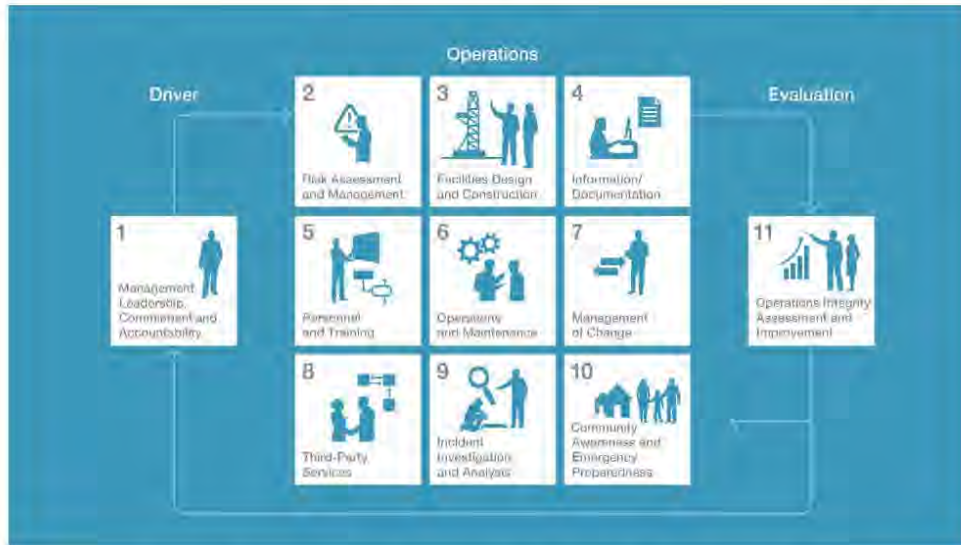 Operations
Driver
Evaluation
1
Management
Leadership,
Commitment and
Accountability
2
Risk Assessment
and Management
3
Facilities Design
and Construction
4
Information/
Documentation
5
Personnel
and Training
6
Operations
and Maintenance
7
Management
of Change
8
Third-Party
Services
9
Incident
Investigation
and Analysis
10
Community
Awareness and
Emergency
Preparedness
11
Operations Integrity
Assessment and
Improvement